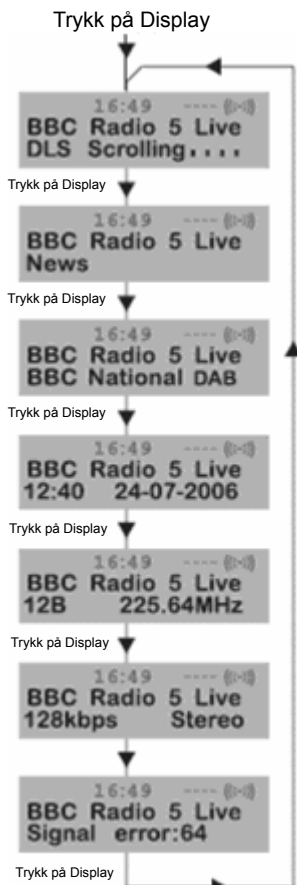 Trykk på Display
16:49 ----
BBC Radio 5 Live
DLS Scrolling....
Trykk på Display
16:49 ----
BBC Radio 5 Live
News
Trykk på Display
16:49 ----
BBC Radio 5 Live
BBC National DAB
Trykk på Display
16:49 ----
BBC Radio 5 Live
12:40 24-07-2006
Trykk på Display
16:49 ----
BBC Radio 5 Live
12B 225.64MHz
Trykk på Display
16:49 ----
BBC Radio 5 Live
128kbps Stereo
16:49 ----
BBC Radio 5 Live
Signal error:64
Trykk på Display